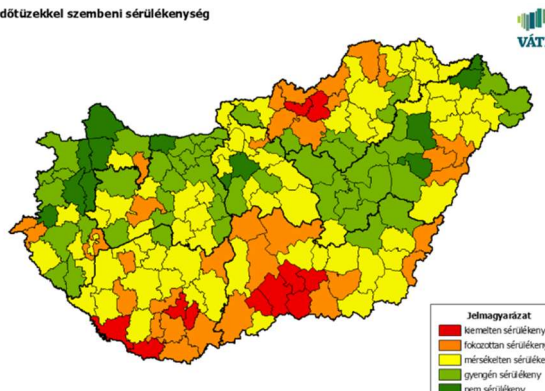 dőtüzekkel szembeni sérülékenység
VÁT
Jelmagyarázat
kiemelten sérülékeny
fokozottan sérülékeny
mérsékelten sérüléke
gyengén sérülékeny
nem sérülékeny